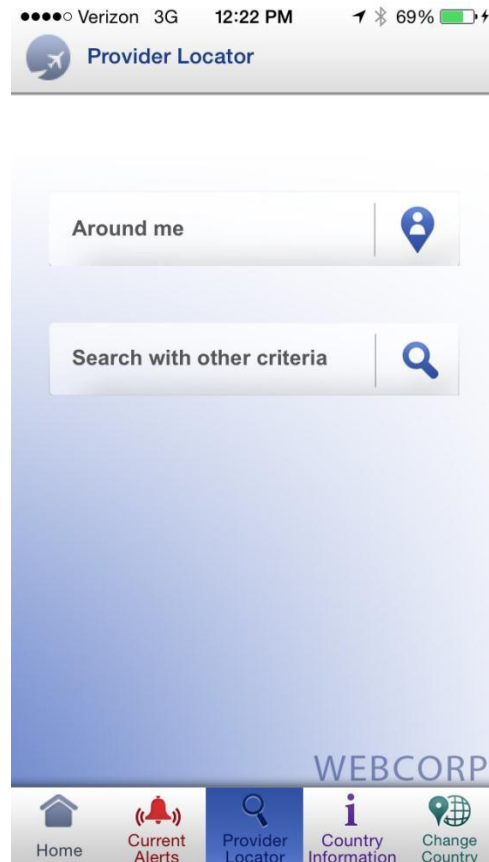 Verizon 3G 12:22 PM 69%
Provider Locator
Around me
Search with other criteria
WEBCORP
Home
Current
Alerts
Provider
Locator
Country
Information
Change
Country